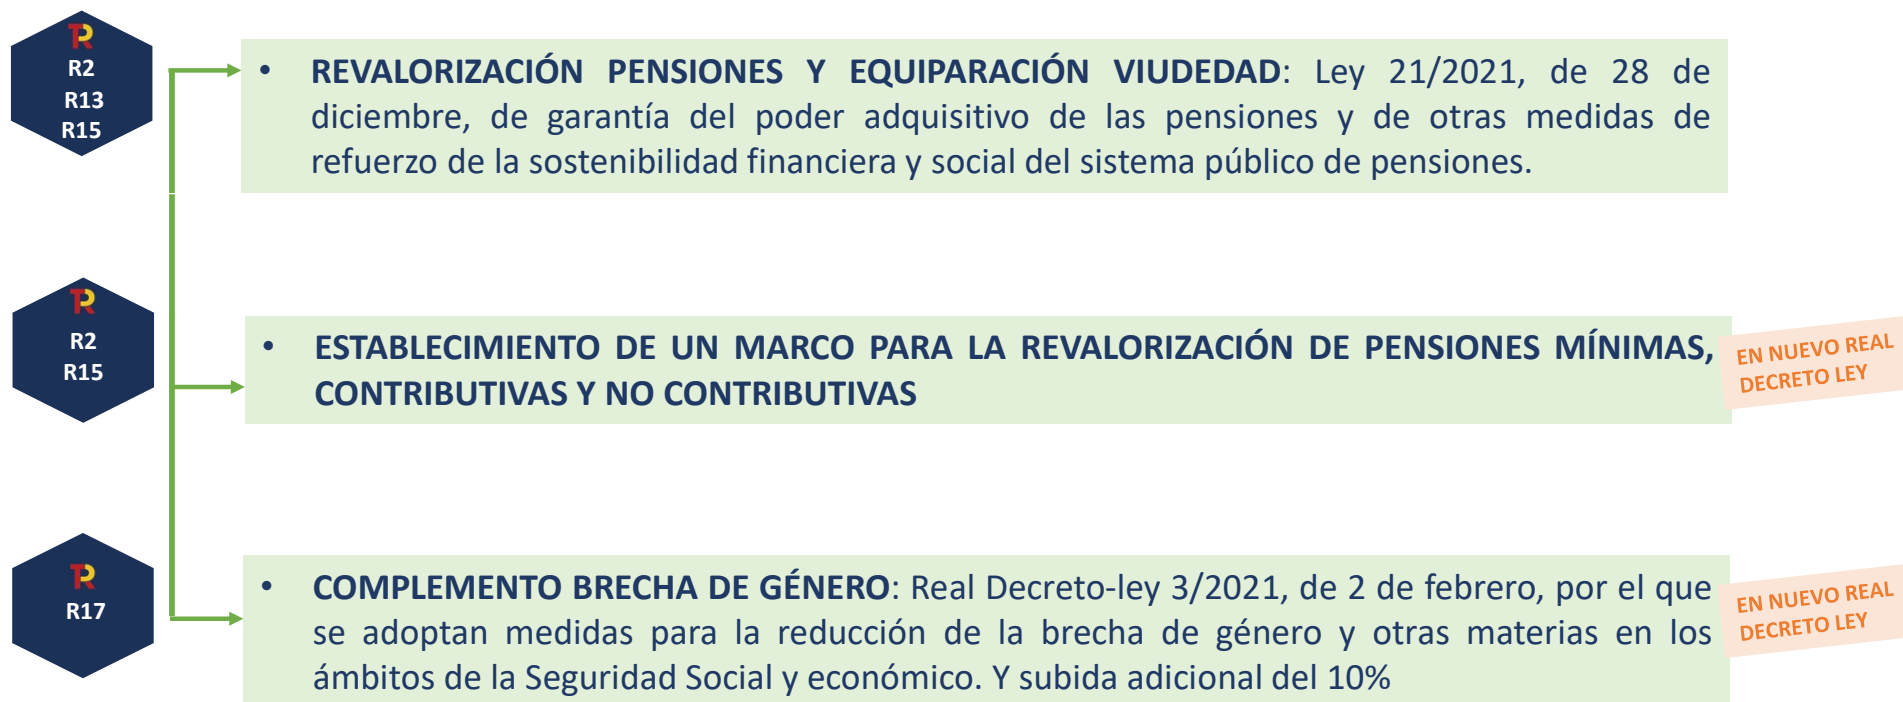 R2
R13
R15
• REVALORIZACIÓN PENSIONES Y EQUIPARACIÓN VIUDEDAD: Ley 21/2021, de 28 de
diciembre, de garantía del poder adquisitivo de las pensiones y de otras medidas de
refuerzo de la sostenibilidad financiera y social del sistema público de pensiones.
R2
R15
• ESTABLECIMIENTO DE UN MARCO PARA LA REVALORIZACIÓN DE PENSIONES MÍNIMAS,
CONTRIBUTIVAS Y NO CONTRIBUTIVAS
EN NUEVO REAL
DECRETO LEY
R17
• COMPLEMENTO BRECHA DE GÉNERO: Real Decreto-ley 3/2021, de 2 de febrero, por el que
se adoptan medidas para la reducción de la brecha de género y otras materias en los
ámbitos de la Seguridad Social y económico. Y subida adicional del 10%
EN NUEVO REAL
DECRETO LEY